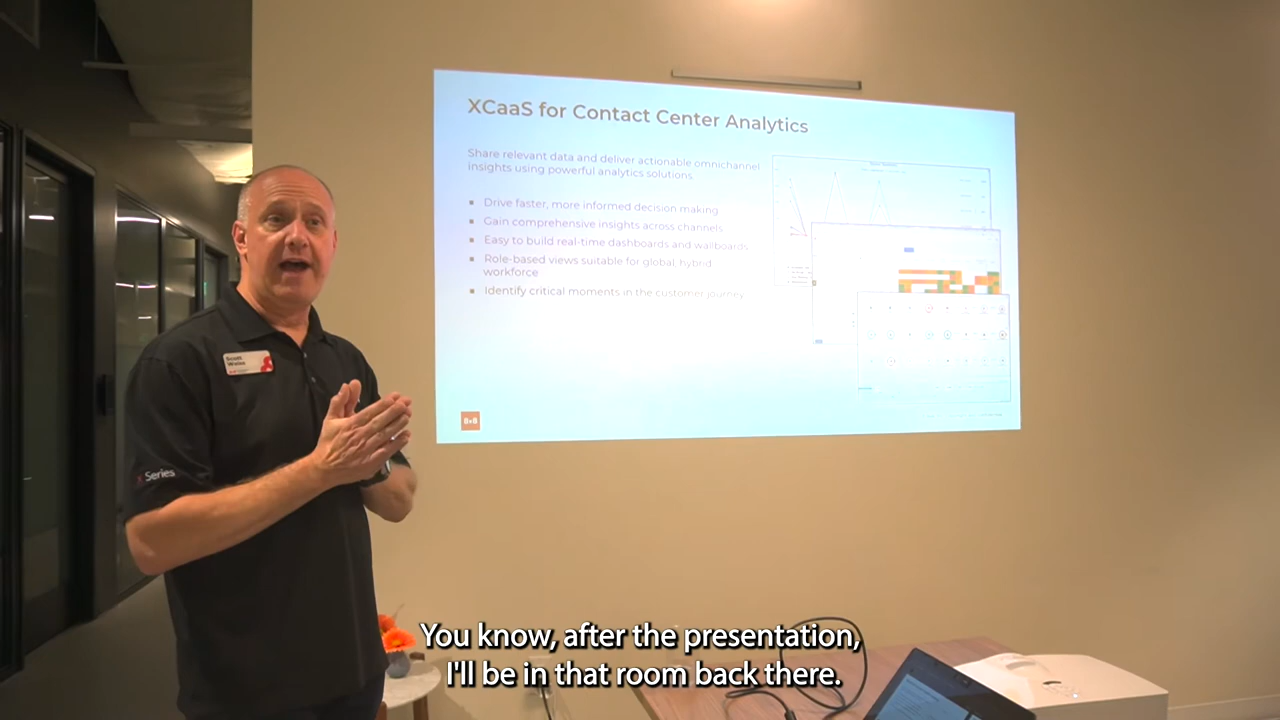 XCaaS for Contact Center Analytics
Share relevant data and deliver actionable omnichannel
insights using powerful analytics solutions
Drive faster, more informed decision making
Gain comprehensive insights across channels
Easy to build real-time dashboards and wallboards
Role-based views suitable for global, hybrid
workforce
Identify critical moments in the customer journey
8×8
Scott
X Series
You know, after the presentation,
I'll be in that room back there.